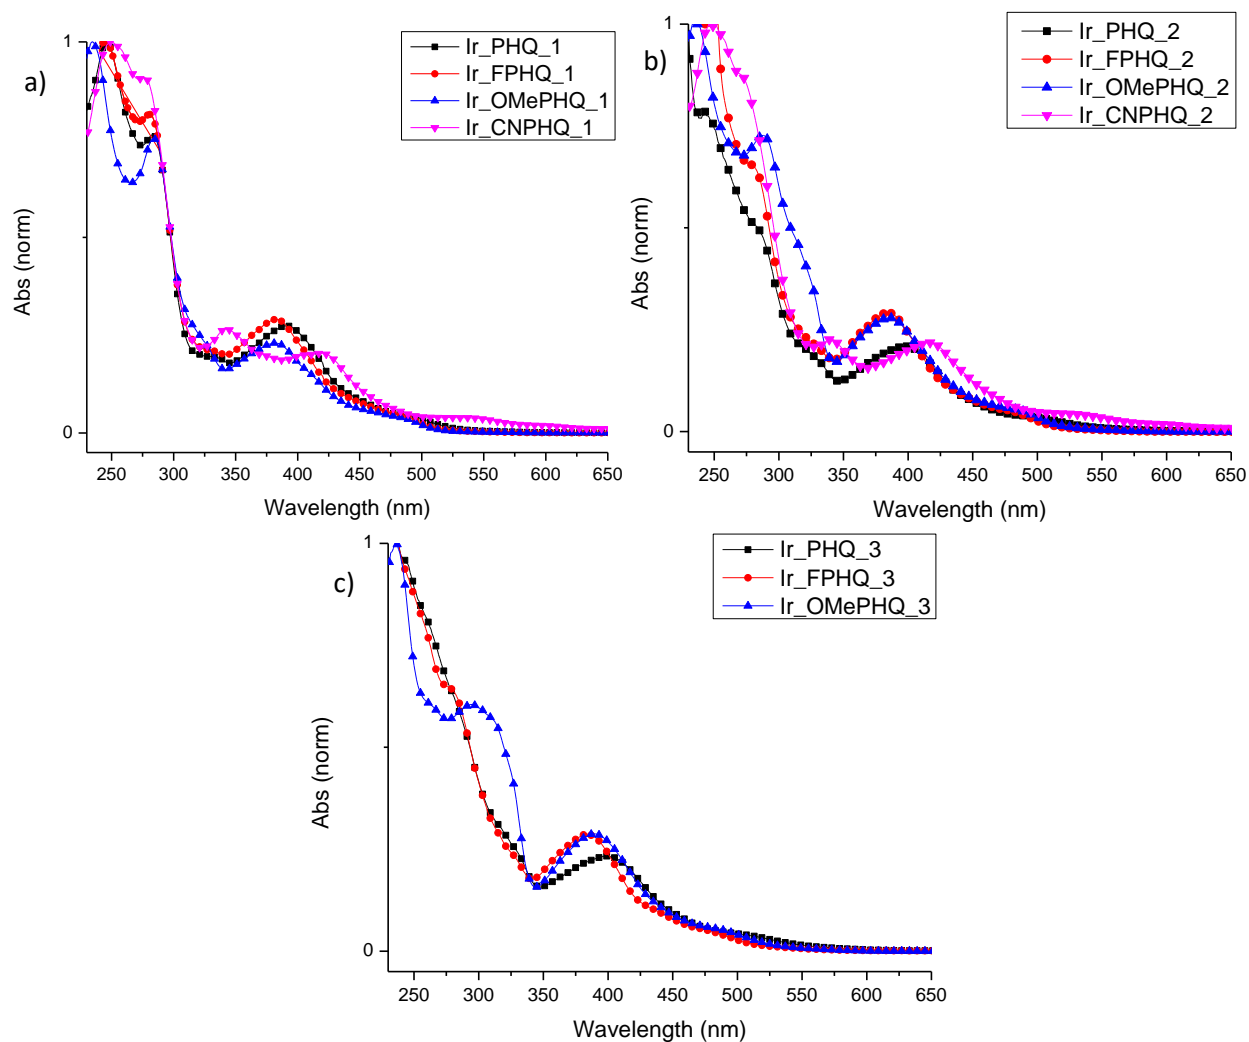 a)
Ir_PHQ_1
Ir_FPHQ_1
Ir_OMePHQ_1
Ir_CNPHQ_1
1
0
Abs (norm)
250 300 350 400 450 500 550 600 650
Wavelength (nm)
b)
Ir_PHQ_2
Ir_FPHQ_2
Ir_OMePHQ_2
Ir_CNPHQ_2
1
0
Abs (norm)
250 300 350 400 450 500 550 600 650
Wavelength (nm)
c)
Ir_PHQ_3
Ir_FPHQ_3
Ir_OMePHQ_3
1
0
Abs (norm)
250 300 350 400 450 500 550 600 650
Wavelength (nm)